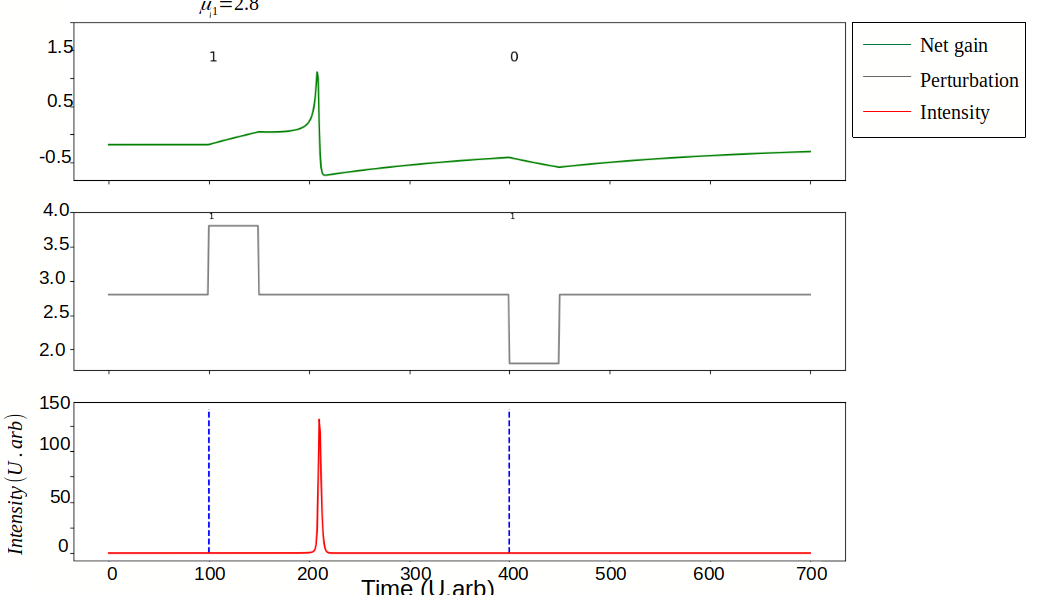 μ₁=2.8
1.5
1
0
0.5
-0.5
Net gain
Perturbation
Intensity
4.0
1
1
3.5
3.0
2.5
2.0
150
100
50
0
Intensity (U . arb)
0 100 200 300 400 500 600 700
Time (U.arb)